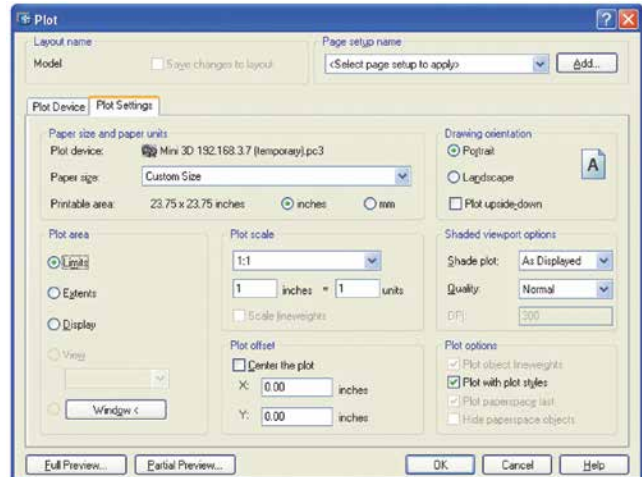 Plot
Layout name
Model
Save changes to layout
Page setup name
<Select page setup to apply>
Add...
Plot Device
Plot Settings
Paper size and paper units
Plot device:
Mini 3D 192.168.3.7 (temporary).pc3
Paper size:
Custom Size
Printable area:
23.75 x 23.75 inches
inches
mm
Drawing orientation
Portrait
Landscape
Plot upside-down
A
Plot area
Limits
Extents
Display
View
Window <
Plot scale
1:1
1 inches = 1 units
Scale lineweights
Plot offset
Center the plot
X: 0.00 inches
Y: 0.00 inches
Shaded viewport options
Shade plot: As Displayed
Quality: Normal
DPI: 300
Plot options
Plot object lineweights
Plot with plot styles
Plot paperspace last
Hide paperspace objects
Full Preview...
Partial Preview...
OK
Cancel
Help